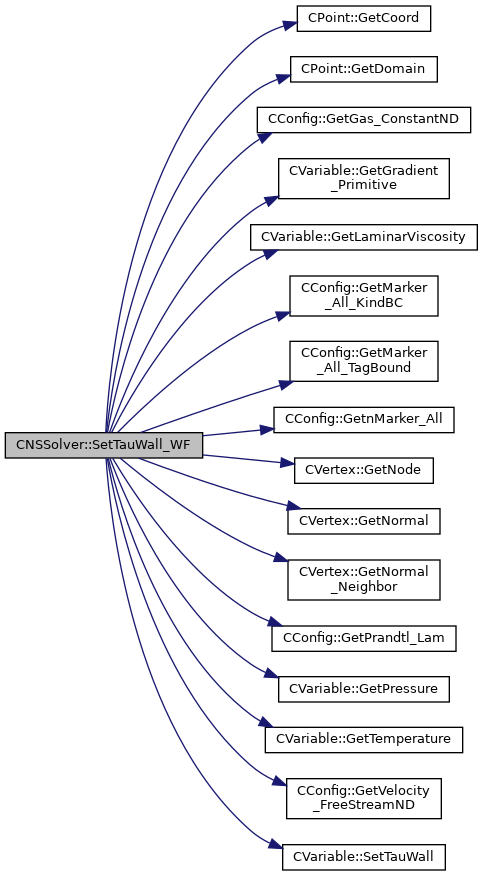 CPoint::GetCoord
CPoint::GetDomain
CConfig::GetGas_ConstantND
CVariable::GetGradient
_Primitive
CVariable::GetLaminarViscosity
CConfig::GetMarker
_All_KindBC
CConfig::GetMarker
_All_TagBound
CConfig::GetnMarker_All
CNSSolver::SetTauWall_WF
CVertex::GetNode
CVertex::GetNormal
CVertex::GetNormal
_Neighbor
CConfig::GetPrandtl_Lam
CVariable::GetPressure
CVariable::GetTemperature
CConfig::GetVelocity
_FreeStreamND
CVariable::SetTauWall